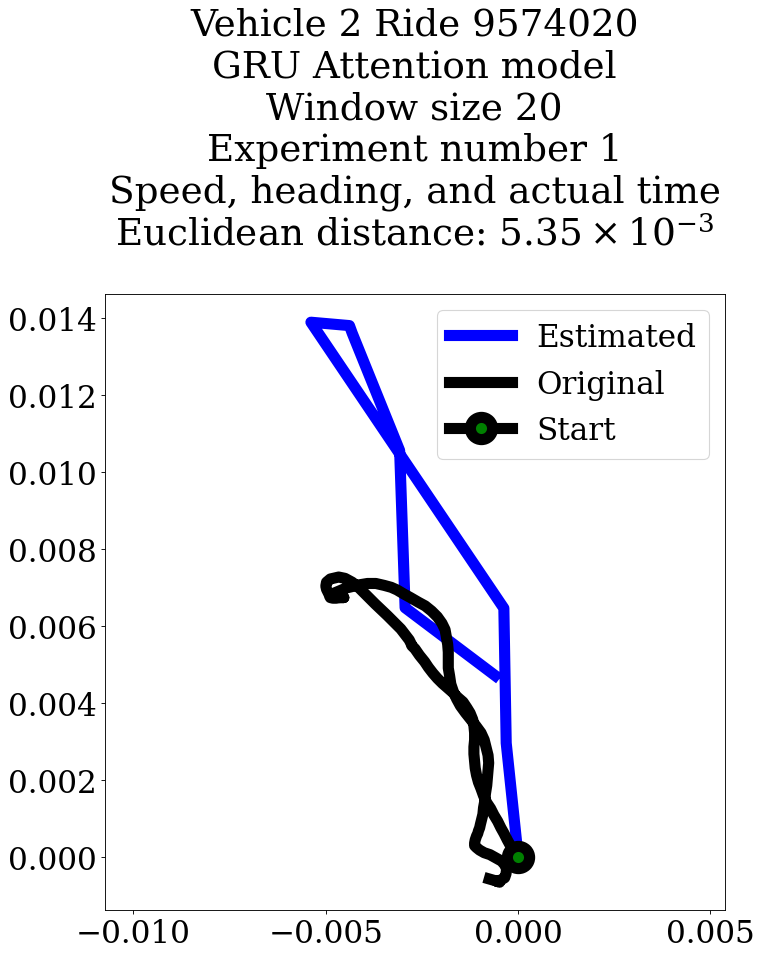 Vehicle 2 Ride 9574020
GRU Attention model
Window size 20
Experiment number 1
Speed, heading, and actual time
Euclidean distance: 5.35 × 10⁻³
0.014
0.012
0.010
0.008
0.006
0.004
0.002
0.000
Estimated
Original
Start
−0.010
−0.005
0.000
0.005